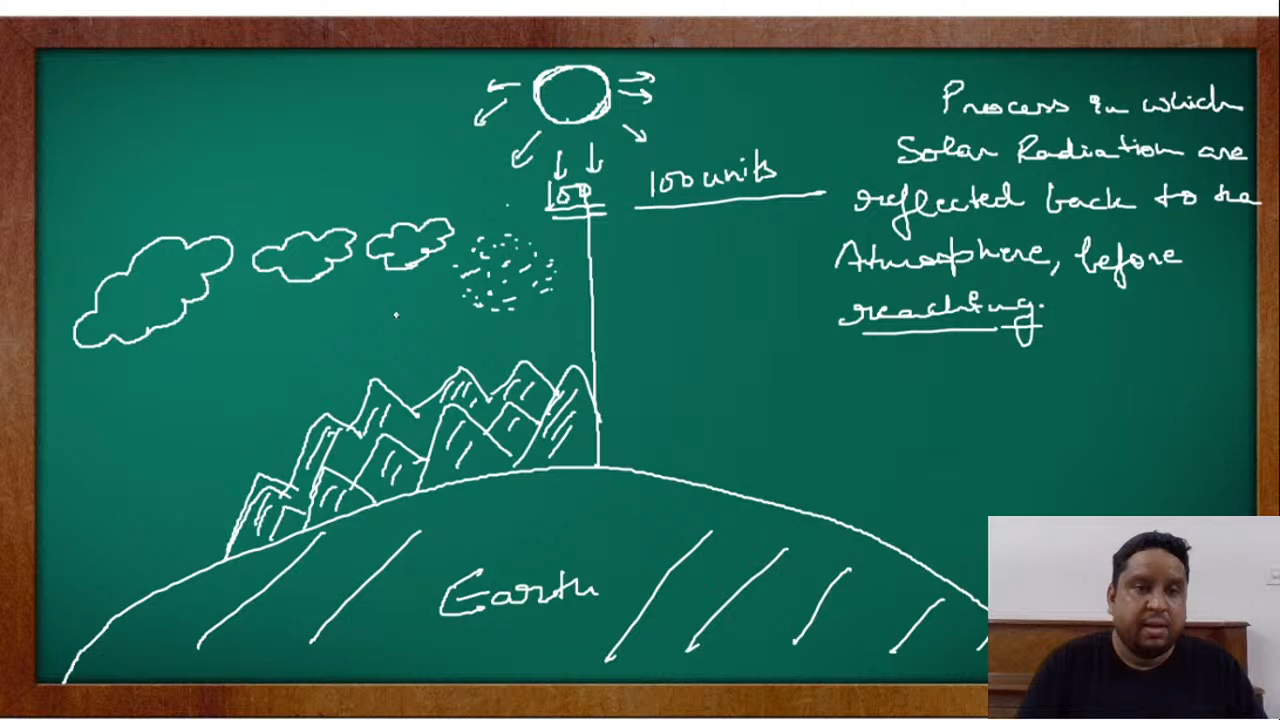 Process in which
Solar Radiation are
reflected back to the
Atmosphere, before
reaching.
100 units
100
Earth